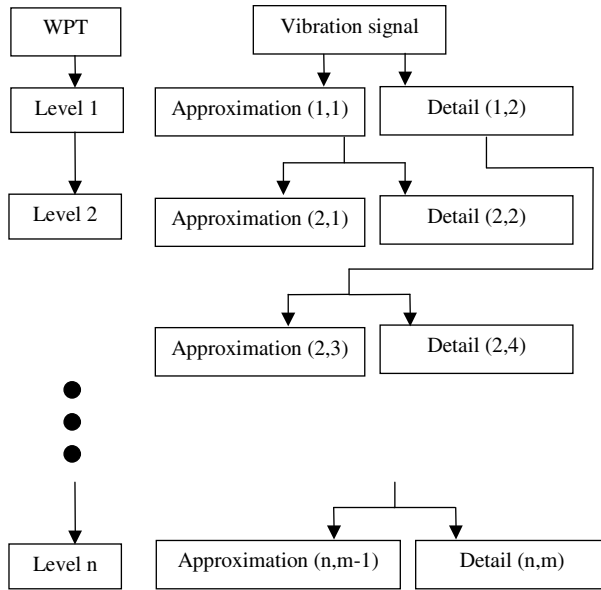 WPT
Vibration signal
Level 1
Approximation (1,1)
Detail (1,2)
Level 2
Approximation (2,1)
Detail (2,2)
Approximation (2,3)
Detail (2,4)
Level n
Approximation (n,m-1)
Detail (n,m)